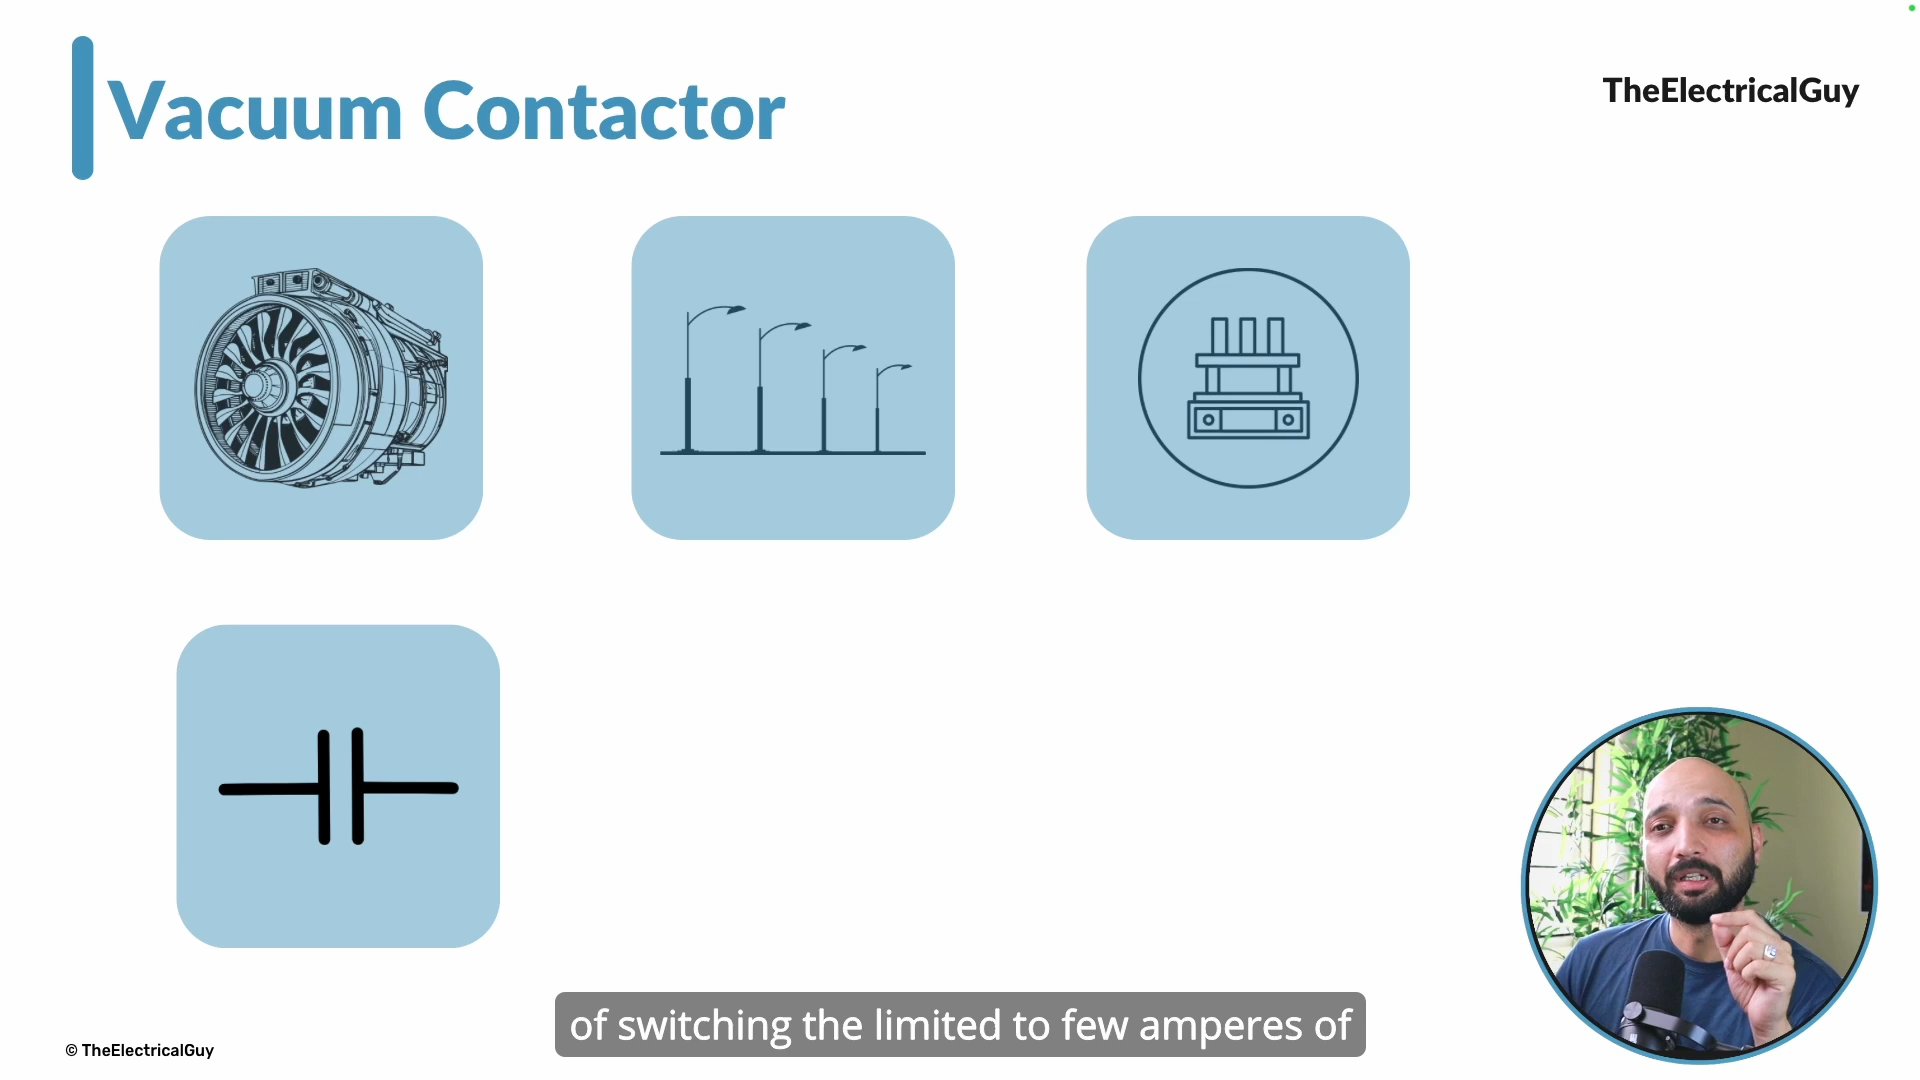 Vacuum Contactor
TheElectricalGuy
of switching the limited to few amperes of
© TheElectricalGuy